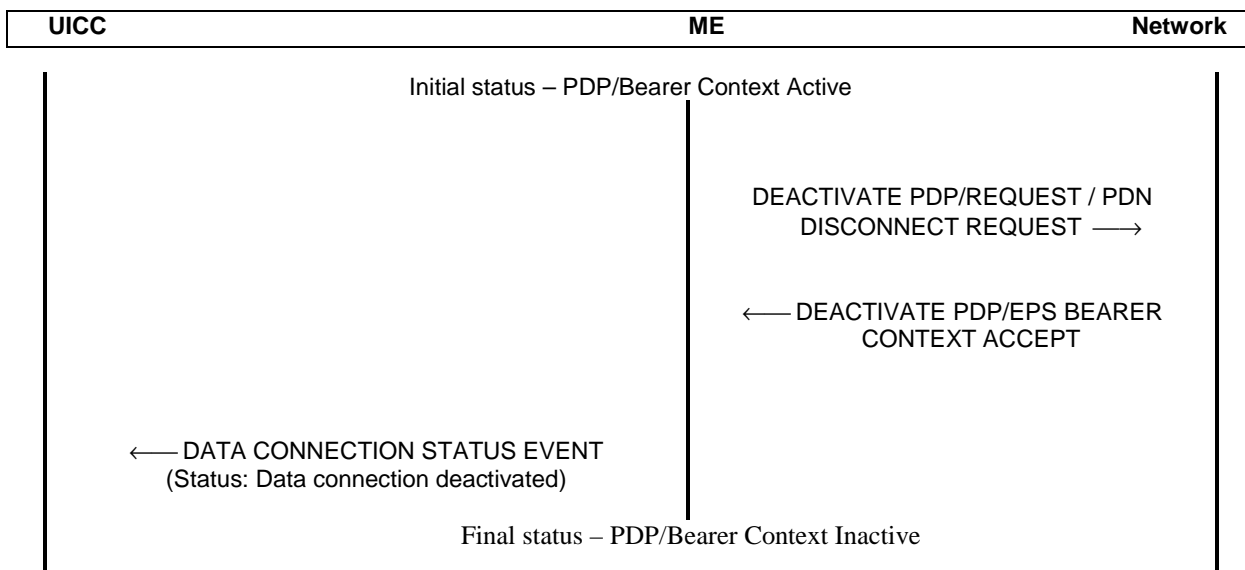 UICC ME Network
Initial status – PDP/Bearer Context Active
DEACTIVATE PDP/REQUEST / PDN
DISCONNECT REQUEST ⟶
⟵ DEACTIVATE PDP/EPS BEARER
CONTEXT ACCEPT
⟵ DATA CONNECTION STATUS EVENT
(Status: Data connection deactivated)
Final status – PDP/Bearer Context Inactive